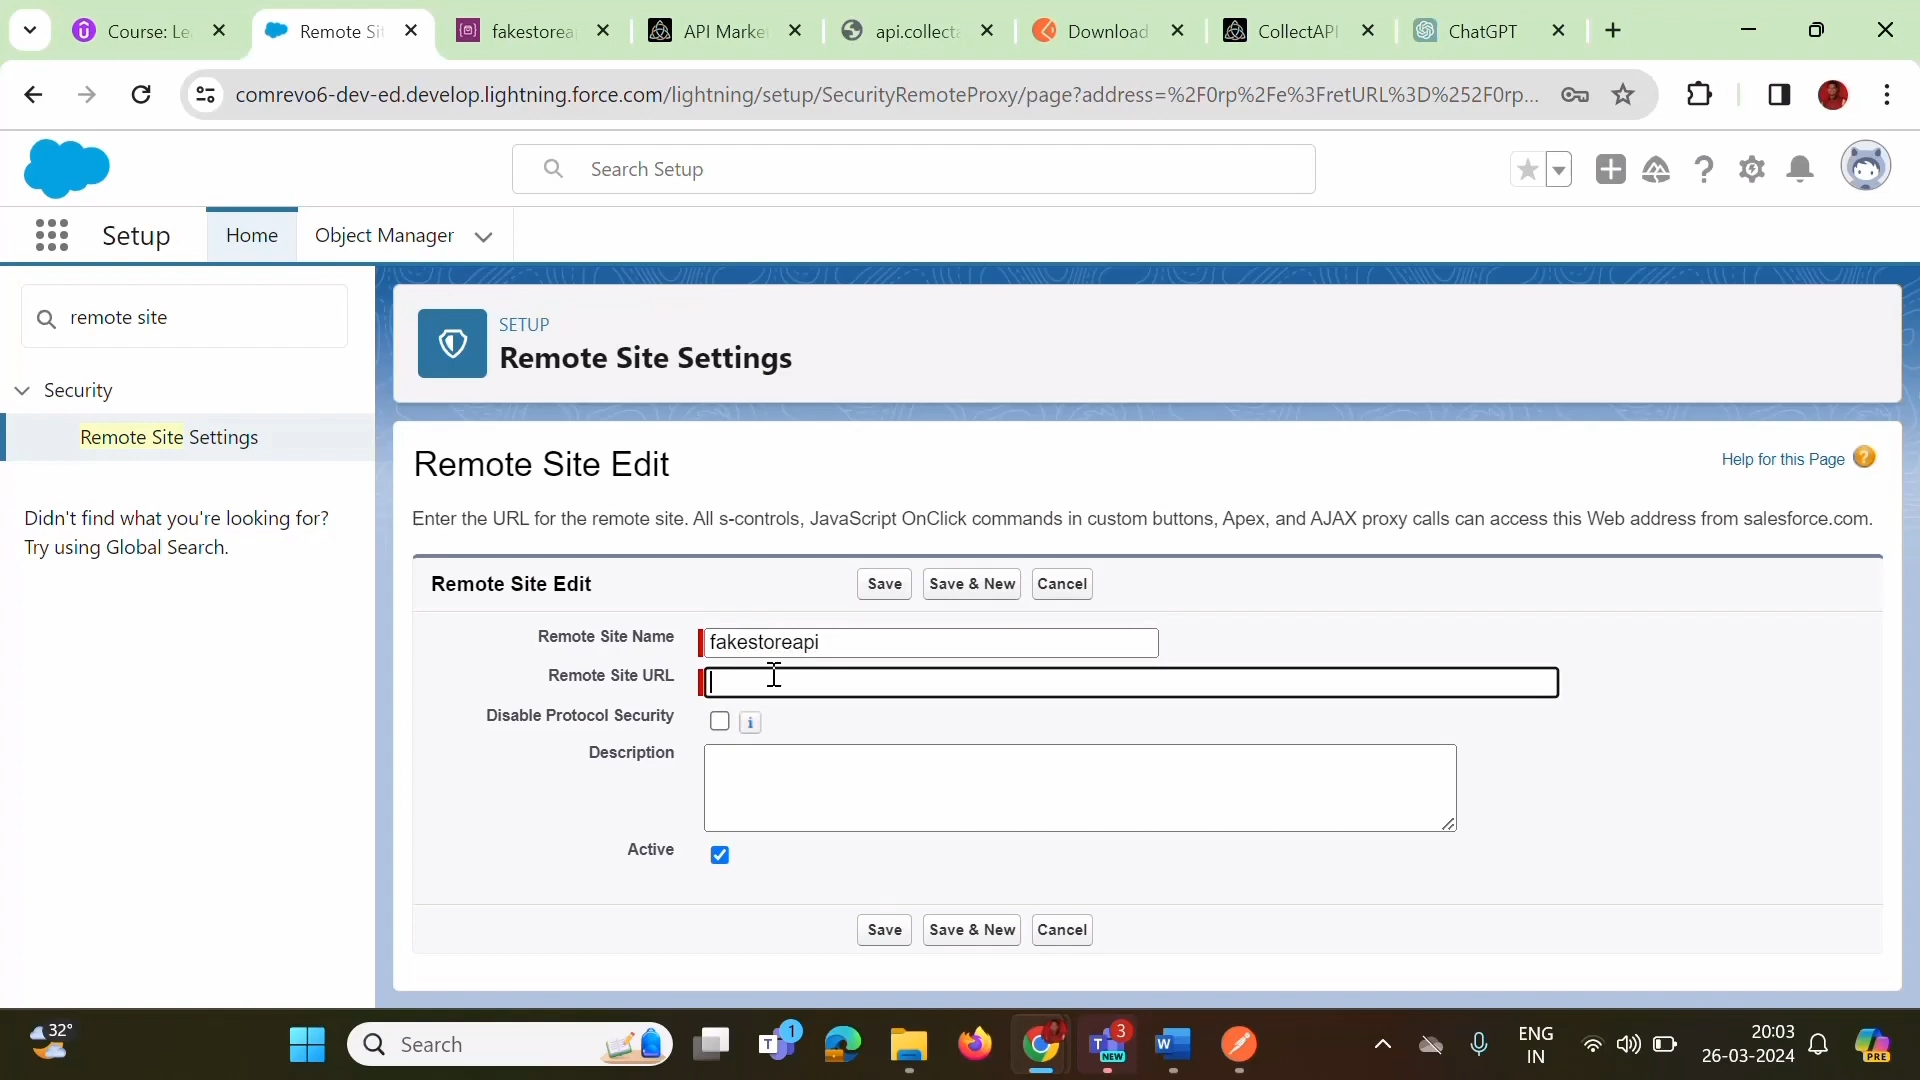 Course: Le
Remote Sit
fakestorea
API Marke
api.collecta
Download
CollectAPI
ChatGPT
comrevo6-dev-ed.develop.lightning.force.com/lightning/setup/SecurityRemoteProxy/page?address=%2F0rp%2Fe%3FretURL%3D%252F0rp...
Search Setup
Setup
Home
Object Manager
remote site
Security
Remote Site Settings
Didn't find what you're looking for?
Try using Global Search.
SETUP
Remote Site Settings
Remote Site Edit
Help for this Page
Enter the URL for the remote site. All s-controls, JavaScript OnClick commands in custom buttons, Apex, and AJAX proxy calls can access this Web address from salesforce.com.
Remote Site Edit
Save
Save & New
Cancel
Remote Site Name
fakestoreapi
Remote Site URL
Disable Protocol Security
Description
Active
Save
Save & New
Cancel
32°
Search
1
3
NEW
ENG
IN
20:03
26-03-2024
PRE